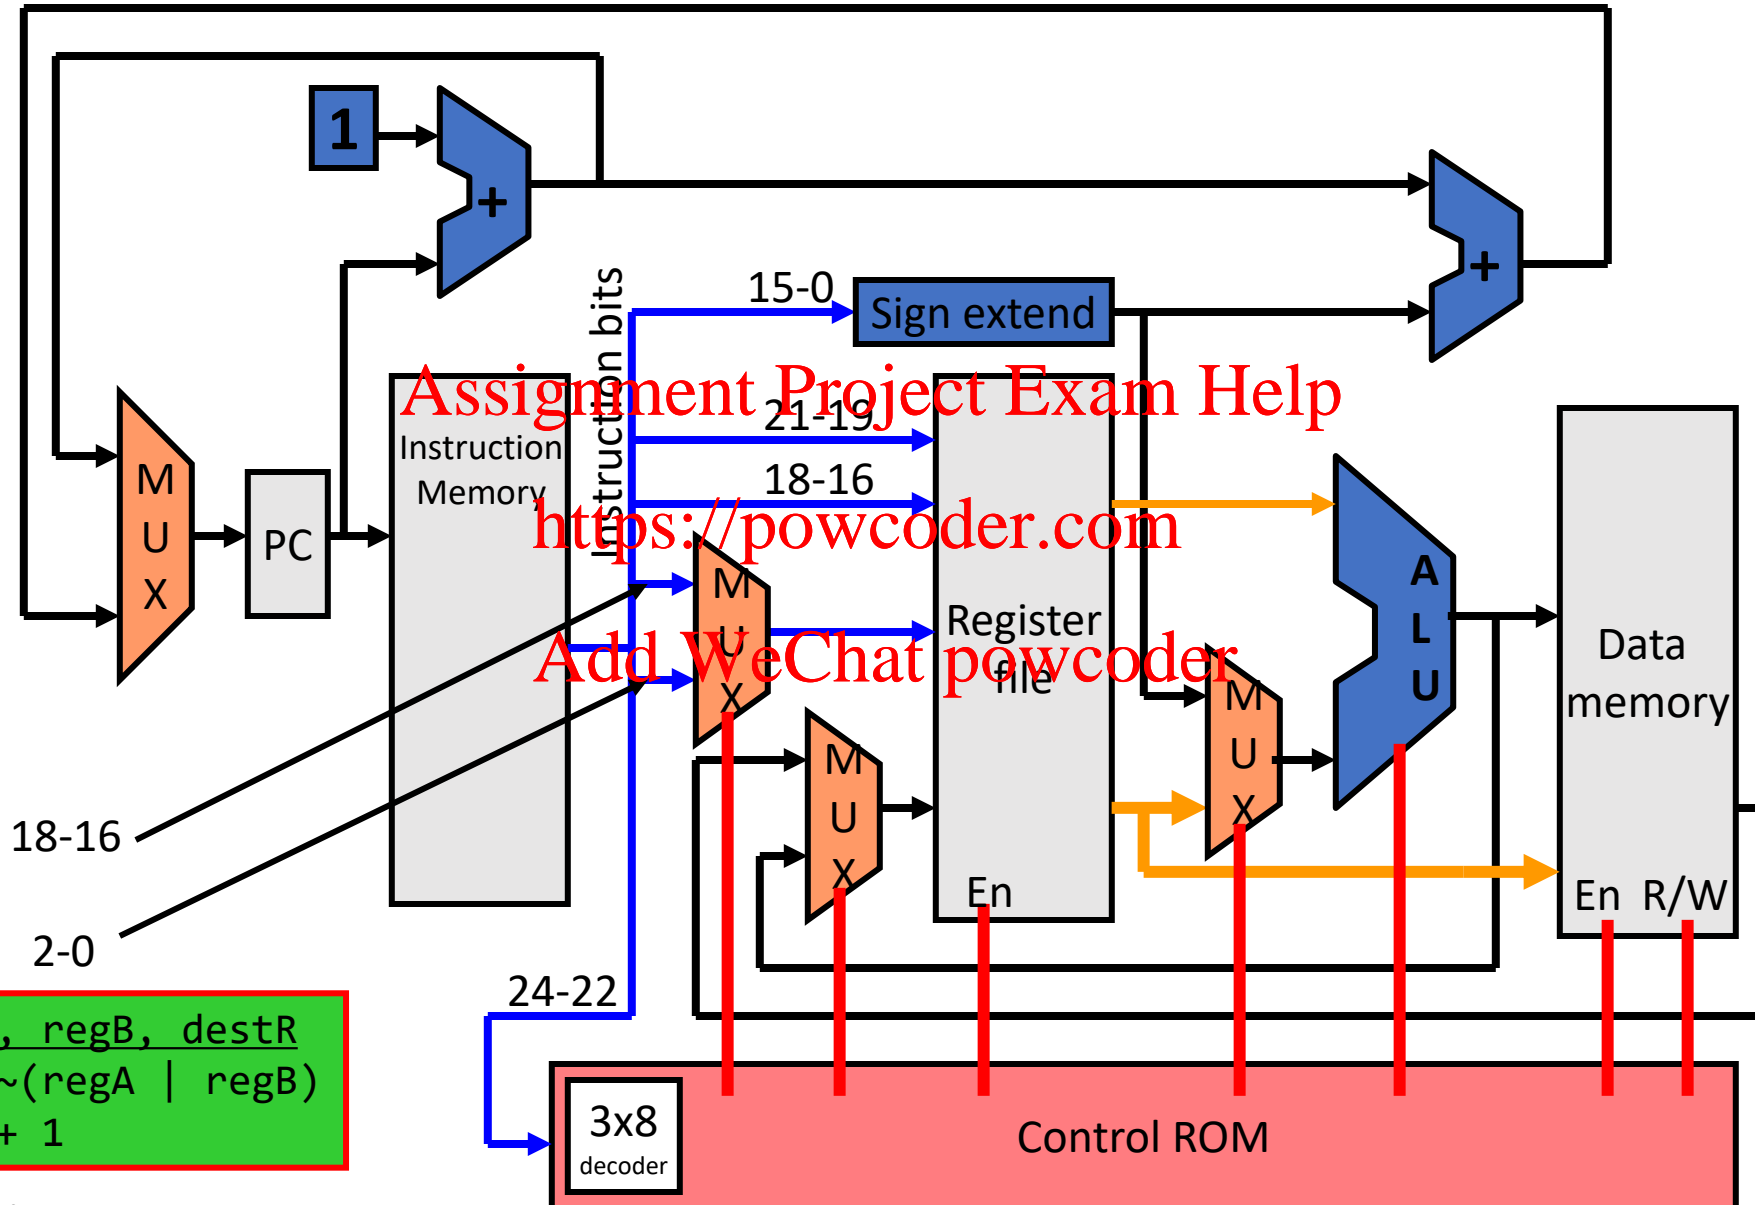 1
+
+
15-0
Sign extend
Instruction bits
Assignment Project Exam Help
21-19
Instruction
Memory
18-16
https://powcoder.com
M
U
X
PC
M
U
X
Register
file
Add WeChat powcoder
A
L
U
Data
memory
M
U
X
M
U
X
18-16
2-0
En
En R/W
24-22
, regB, destR
~(regA | regB)
+ 1
3x8
decoder
Control ROM